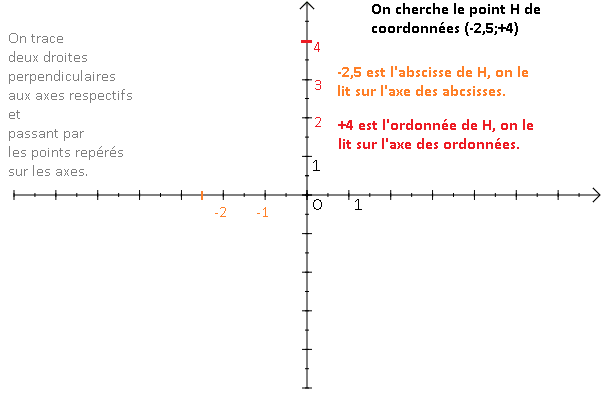 On cherche le point H de
coordonnées (-2,5;+4)
On trace
deux droites
perpendiculaires
aux axes respectifs
et
passant par
les points repérés
sur les axes.
-2,5 est l'abscisse de H, on le
lit sur l'axe des abcsisses.
+4 est l'ordonnée de H, on le
lit sur l'axe des ordonnées.
4
3
2
1
-2
-1
O
1